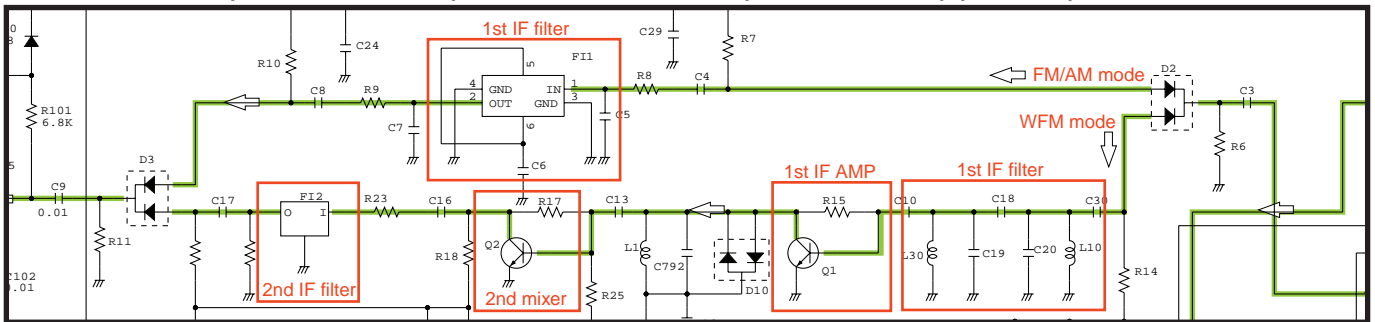 1st IF filter
C29
R7
C24
R10
FI1
5
4
GND
IN
1
2
OUT
GND
3
6
R8
C4
FM/AM mode
D2
C3
R101
6.8K
C8
R9
C7
C5
WFM mode
R6
D3
C6
C9
0.01
R11
C17
FI2
O
I
R23
C16
R17
C13
1st IF AMP
R15
1st IF filter
C10
C18
C30
Q2
R18
L1
C792
D10
Q1
L30
C19
C20
L10
R14
C102
0.01
2nd IF filter
2nd mixer
R25